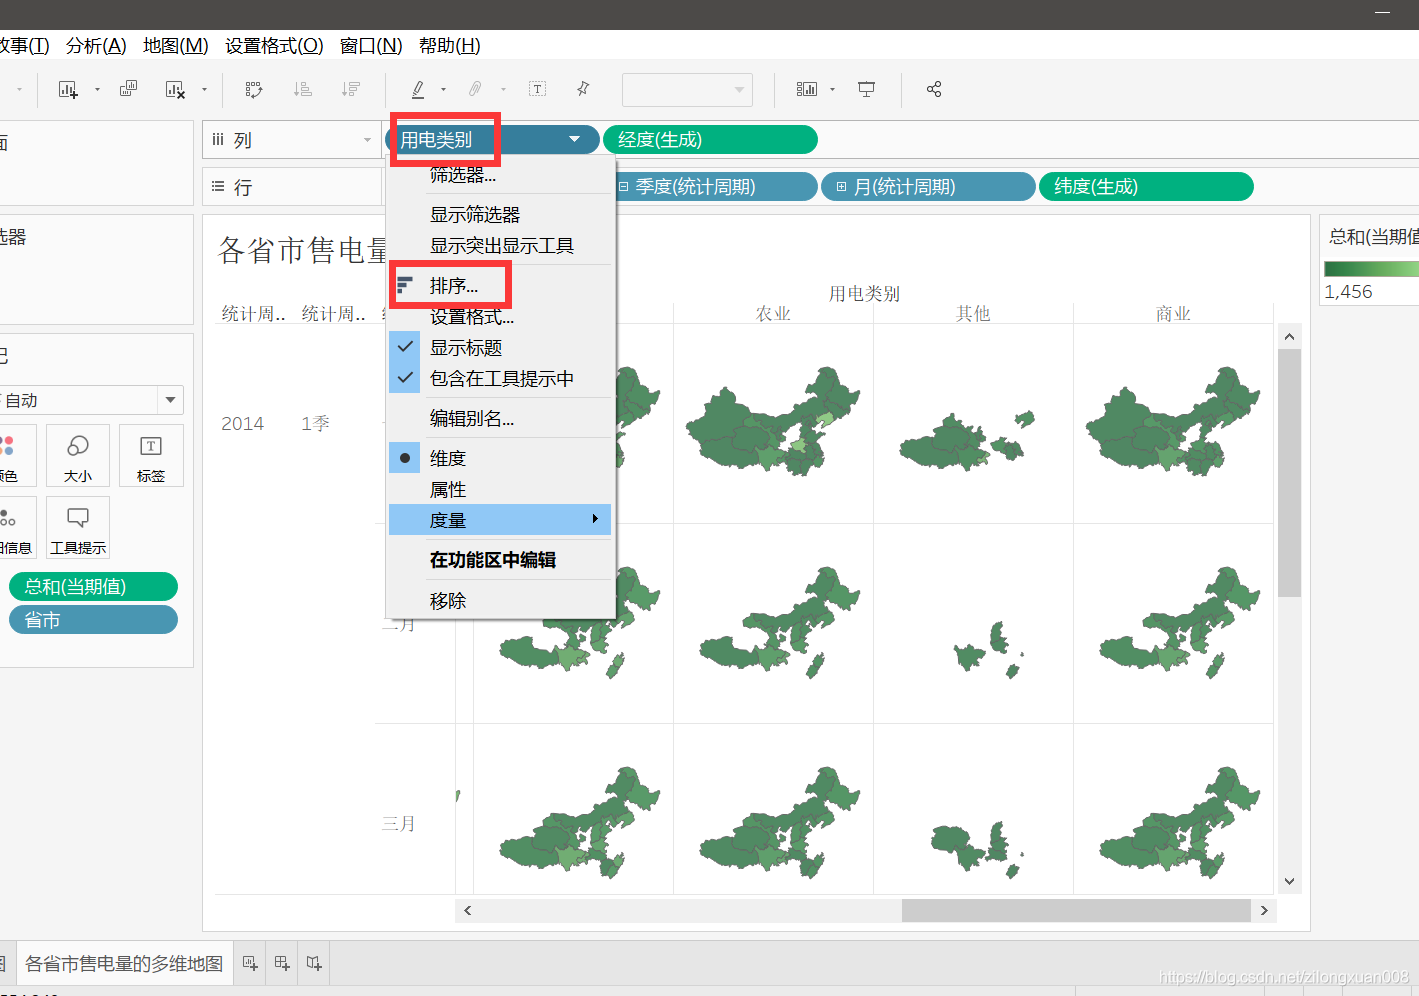 故事(T) 分析(A) 地图(M) 设置格式(O) 窗口(N) 帮助(H)
面
列
用电类别
经度(生成)
行
季度(统计周期)
月(统计周期)
纬度(生成)
选器
筛选器...
显示筛选器
显示突出显示工具
排序...
设置格式...
显示标题
包含在工具提示中
编辑别名...
维度
属性
度量
在功能区中编辑
移除
各省市售电量
总和(当期值
1,456
用电类别
统计周.. 统计周..
农业 其他 商业
自动
2014 1季
颜色 大小 标签
细信息 工具提示
总和(当期值)
省市
二月
三月
各省市售电量的多维地图
https://blog.csdn.net/zilongxuan008